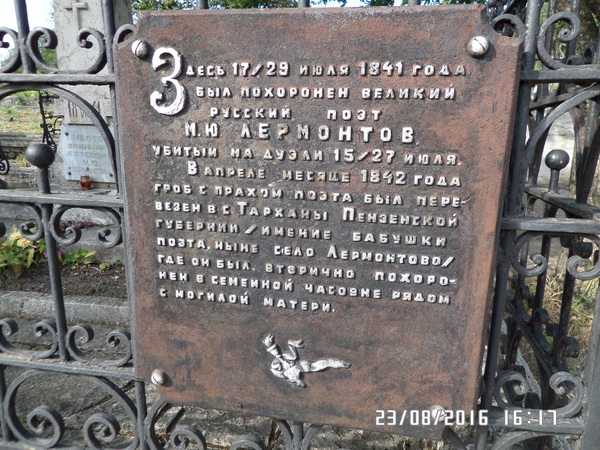 Здесь 17/29 июля 1841 года
был похоронен великий
русский поэт
М.Ю ЛЕРМОНТОВ.
убитый на дуэли 15/27 июля.
В апреле месяце 1842 года
гроб с прахом поэта был пере-
везен в с Тарханы Пензенской
губернии/имение бабушки
поэта, ныне село Лермонтово/
где он был вторично похоро-
нен в семейной часовне рядом
с могилой матери.
МЕСТО
23/08/2016 16:17